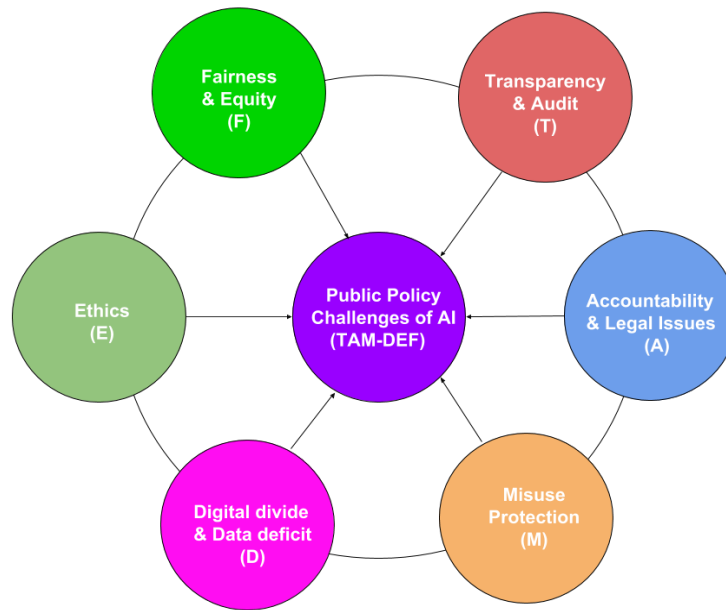 Fairness
& Equity
(F)
Transparency
& Audit
(T)
Ethics
(E)
Public Policy
Challenges of AI
(TAM-DEF)
Accountability
& Legal Issues
(A)
Digital divide
& Data deficit
(D)
Misuse
Protection
(M)